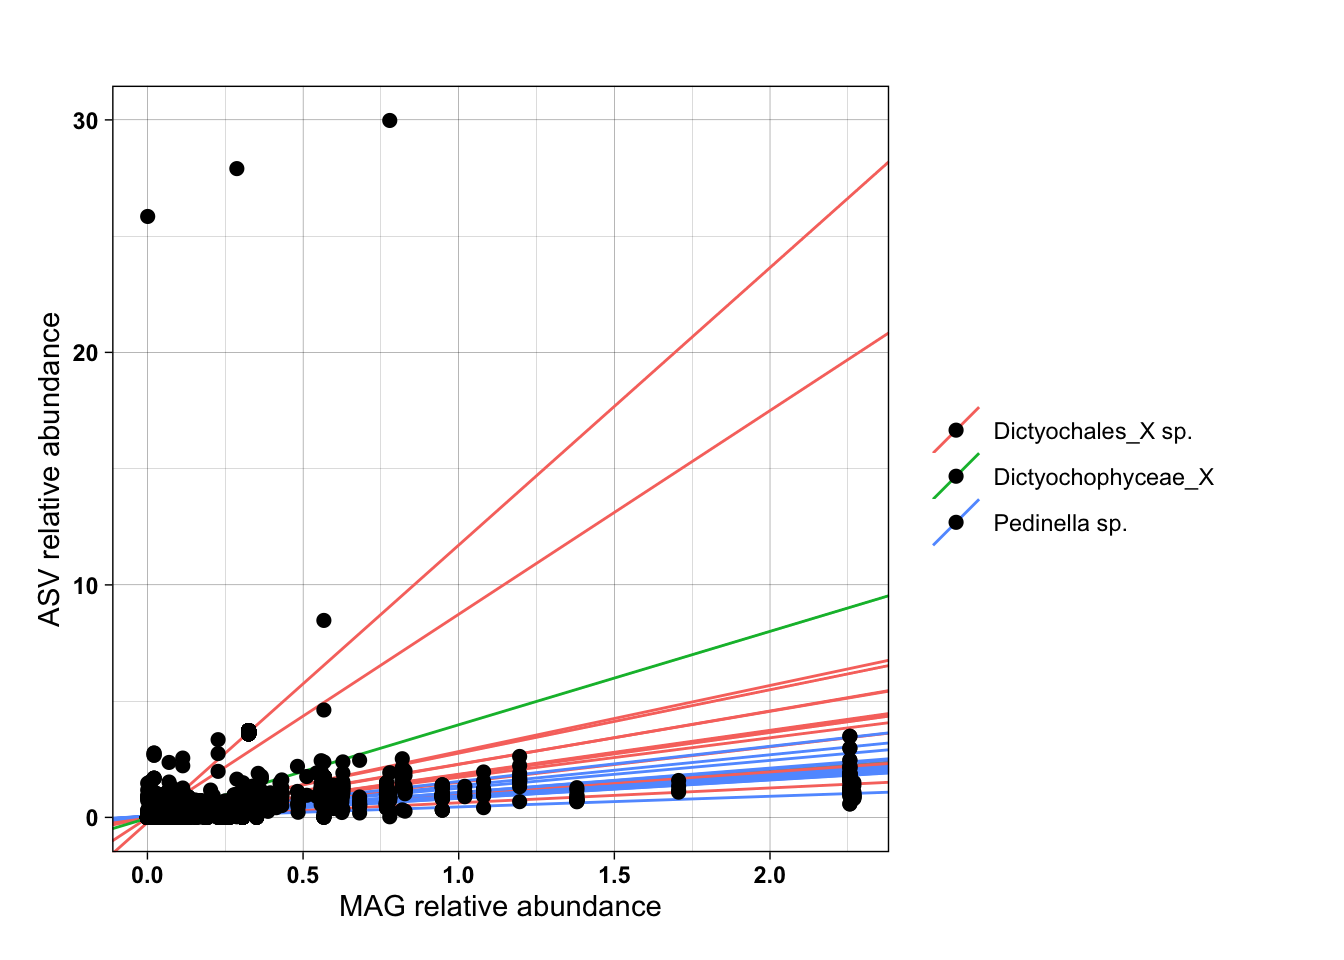 30
20
10
0
ASV relative abundance
0.0 0.5 1.0 1.5 2.0
MAG relative abundance
Dictyochales_X sp.
Dictyochophyceae_X
Pedinella sp.